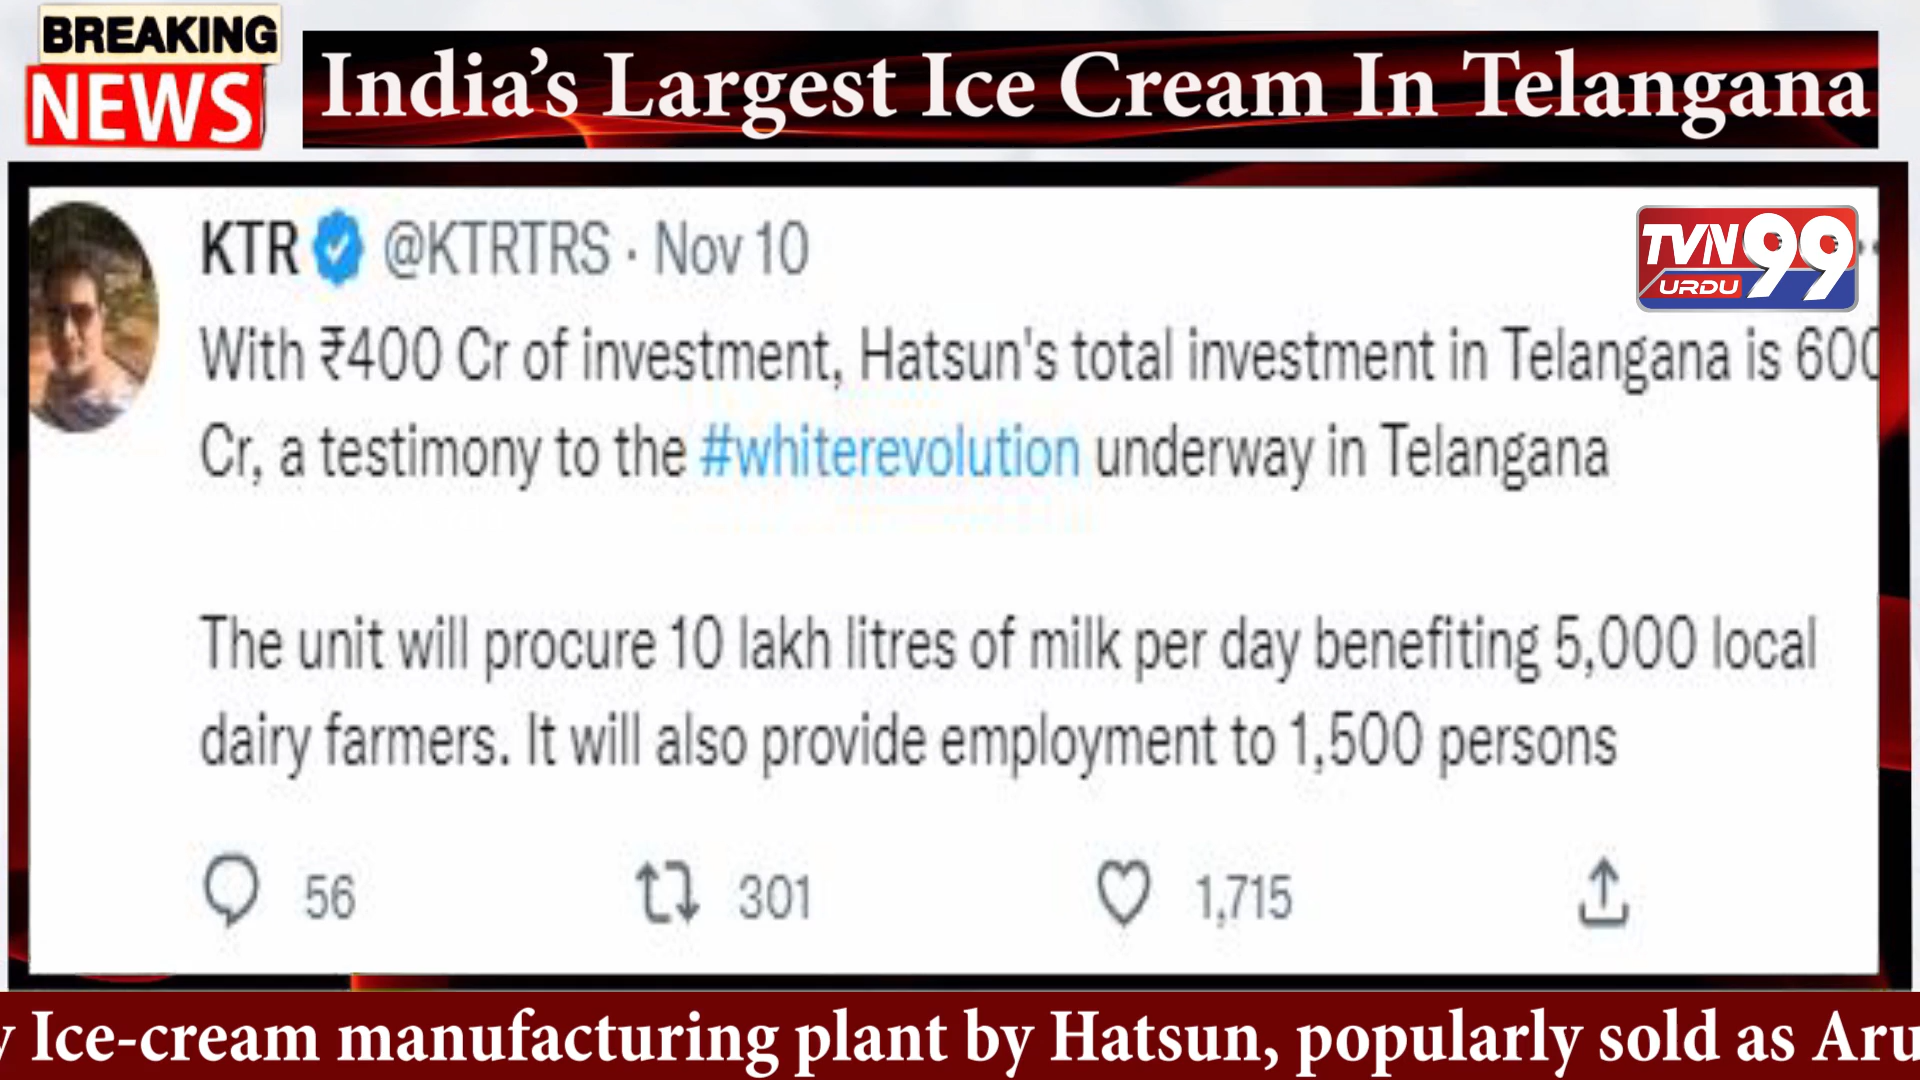 BREAKING
NEWS
India's Largest Ice Cream In Telangana
KTR @KTRTRS · Nov 10
TVN 99
URDU
With ₹400 Cr of investment, Hatsun's total investment in Telangana is 600
Cr, a testimony to the #whiterevolution underway in Telangana
The unit will procure 10 lakh litres of milk per day benefiting 5,000 local
dairy farmers. It will also provide employment to 1,500 persons
56 301 1,715
Ice-cream manufacturing plant by Hatsun, popularly sold as